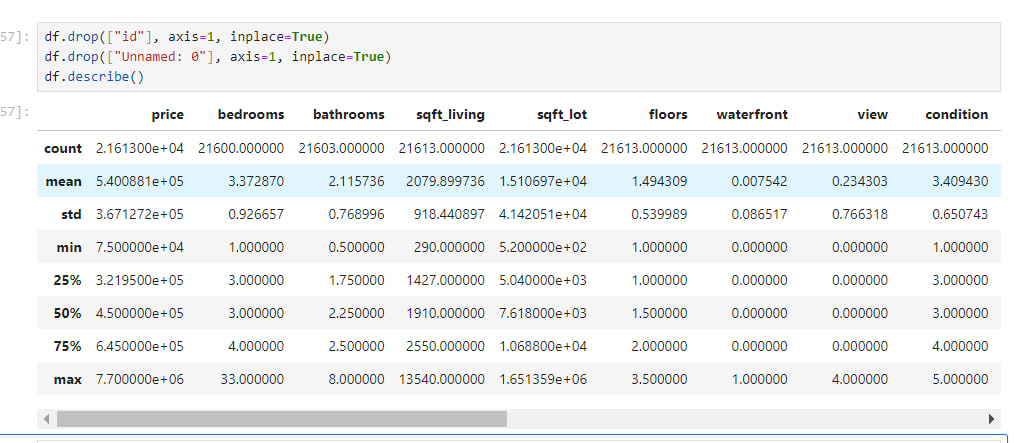 57]: df.drop(["id"], axis=1, inplace=True)
df.drop(["Unnamed: 0"], axis=1, inplace=True)
df.describe()
57]:
price bedrooms bathrooms sqft_living sqft_lot floors waterfront view condition
count 2.161300e+04 21600.000000 21603.000000 21613.000000 2.161300e+04 21613.000000 21613.000000 21613.000000 21613.000000
mean 5.400881e+05 3.372870 2.115736 2079.899736 1.510697e+04 1.494309 0.007542 0.234303 3.409430
std 3.671272e+05 0.926657 0.768996 918.440897 4.142051e+04 0.539989 0.086517 0.766318 0.650743
min 7.500000e+04 1.000000 0.500000 290.000000 5.200000e+02 1.000000 0.000000 0.000000 1.000000
25% 3.219500e+05 3.000000 1.750000 1427.000000 5.040000e+03 1.000000 0.000000 0.000000 3.000000
50% 4.500000e+05 3.000000 2.250000 1910.000000 7.618000e+03 1.500000 0.000000 0.000000 3.000000
75% 6.450000e+05 4.000000 2.500000 2550.000000 1.068800e+04 2.000000 0.000000 0.000000 4.000000
max 7.700000e+06 33.000000 8.000000 13540.000000 1.651359e+06 3.500000 1.000000 4.000000 5.000000